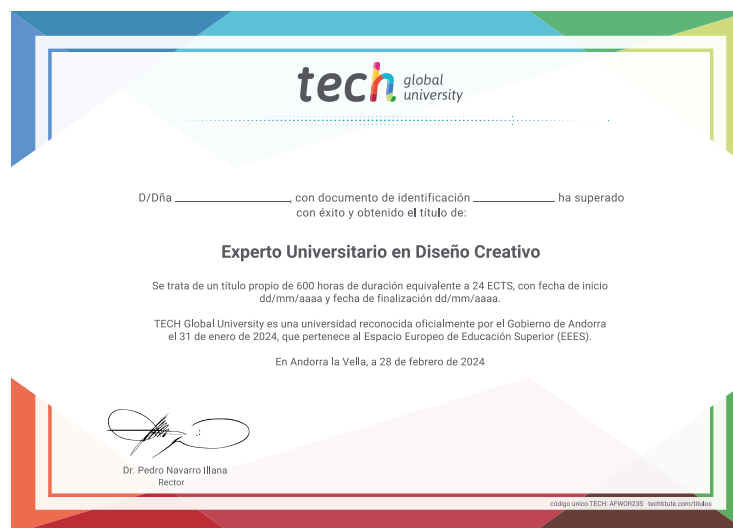 tech global university
D/Dña ____________________, con documento de identificación ______________ ha superado
con éxito y obtenido el título de:
Experto Universitario en Diseño Creativo
Se trata de un título propio de 600 horas de duración equivalente a 24 ECTS, con fecha de inicio
dd/mm/aaaa y fecha de finalización dd/mm/aaaa.
TECH Global University es una universidad reconocida oficialmente por el Gobierno de Andorra
el 31 de enero de 2024, que pertenece al Espacio Europeo de Educación Superior (EEES).
En Andorra la Vella, a 28 de febrero de 2024
Dr. Pedro Navarro Illana
Rector
código único TECH: AFWOR23S techtitute.com/titulos